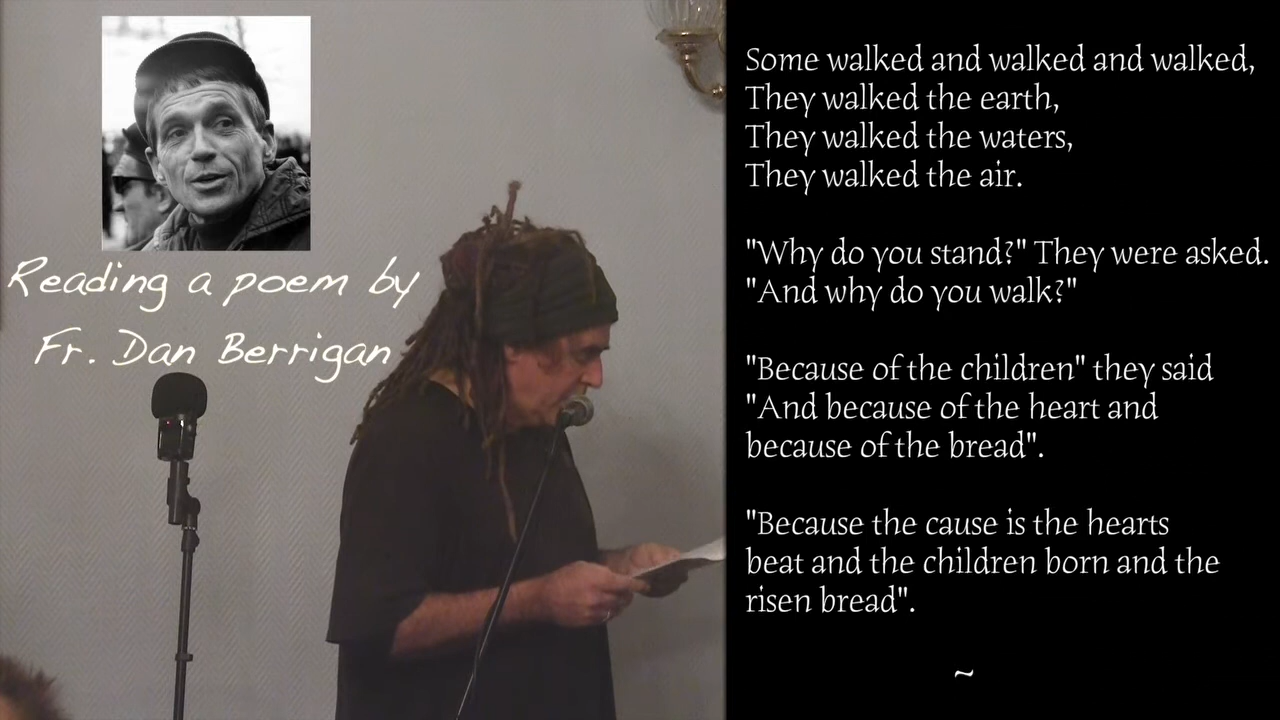 Reading a poem by
Fr. Dan Berrigan
Some walked and walked and walked,
They walked the earth,
They walked the waters,
They walked the air.
"Why do you stand?" They were asked.
"And why do you walk?"
"Because of the children" they said
"And because of the heart and
because of the bread".
"Because the cause is the hearts
beat and the children born and the
risen bread".
~